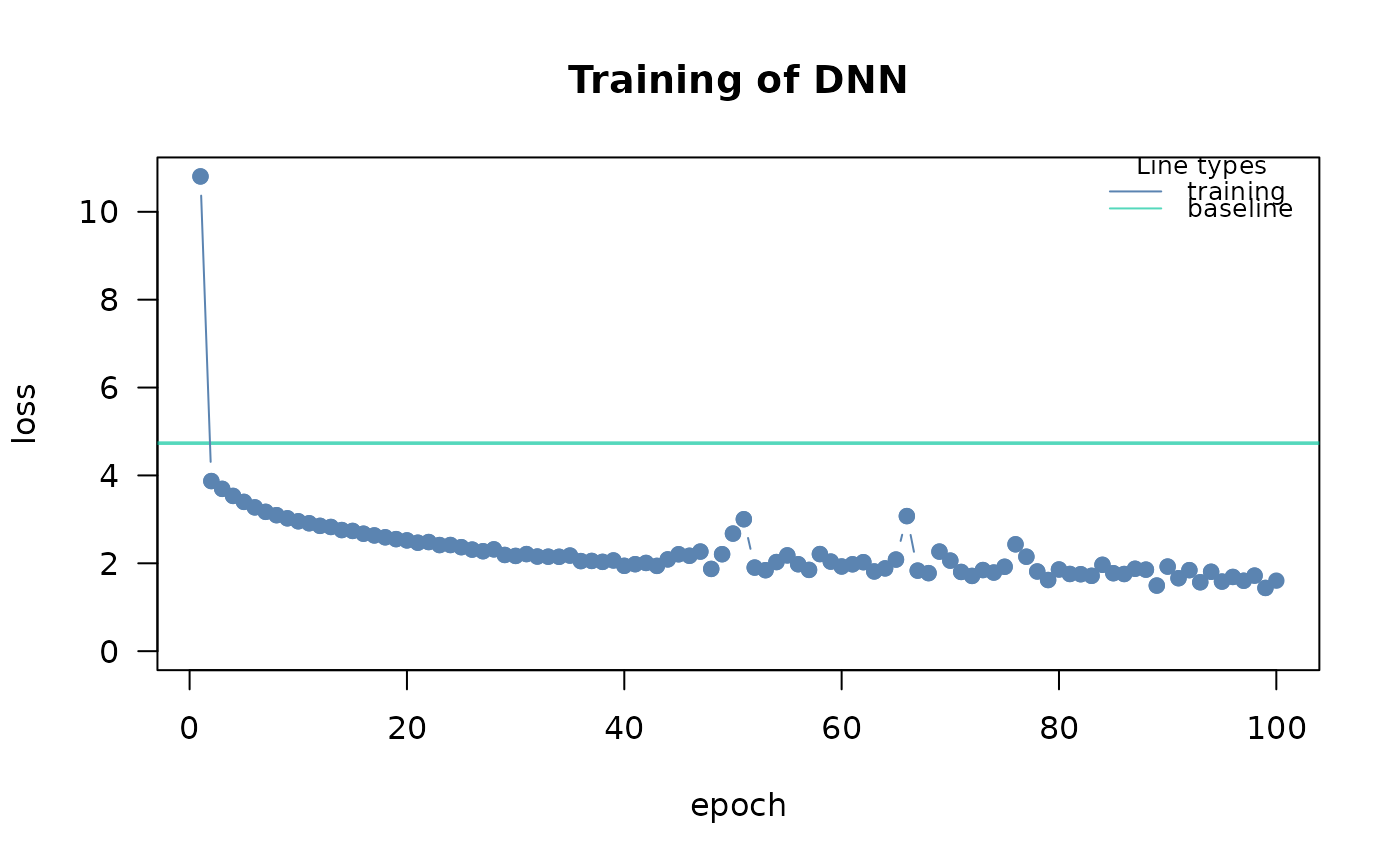 Training of DNN
Line types
training
baseline
loss
10
8
6
4
2
0
0 20 40 60 80 100
epoch